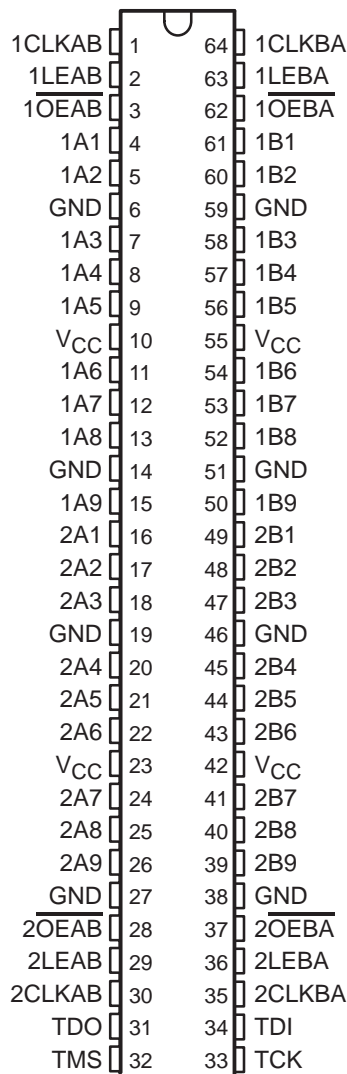 1CLKAB 1 64 1CLKBA
1LEAB 2 63 1LEBA
1O̅E̅A̅B̅ 3 62 1O̅E̅B̅A̅
1A1 4 61 1B1
1A2 5 60 1B2
GND 6 59 GND
1A3 7 58 1B3
1A4 8 57 1B4
1A5 9 56 1B5
VCC 10 55 VCC
1A6 11 54 1B6
1A7 12 53 1B7
1A8 13 52 1B8
GND 14 51 GND
1A9 15 50 1B9
2A1 16 49 2B1
2A2 17 48 2B2
2A3 18 47 2B3
GND 19 46 GND
2A4 20 45 2B4
2A5 21 44 2B5
2A6 22 43 2B6
VCC 23 42 VCC
2A7 24 41 2B7
2A8 25 40 2B8
2A9 26 39 2B9
GND 27 38 GND
2O̅E̅A̅B̅ 28 37 2O̅E̅B̅A̅
2LEAB 29 36 2LEBA
2CLKAB 30 35 2CLKBA
TDO 31 34 TDI
TMS 32 33 TCK